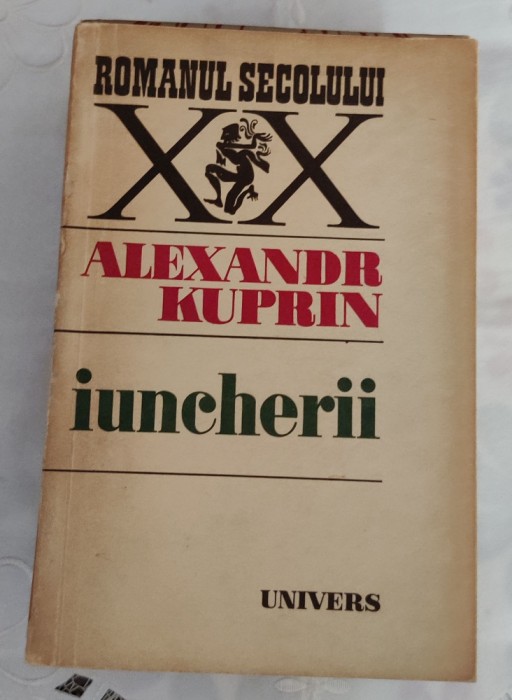 ROMANUL SECOLULUI
XX
ALEXANDR
KUPRIN
iuncherii
UNIVERS